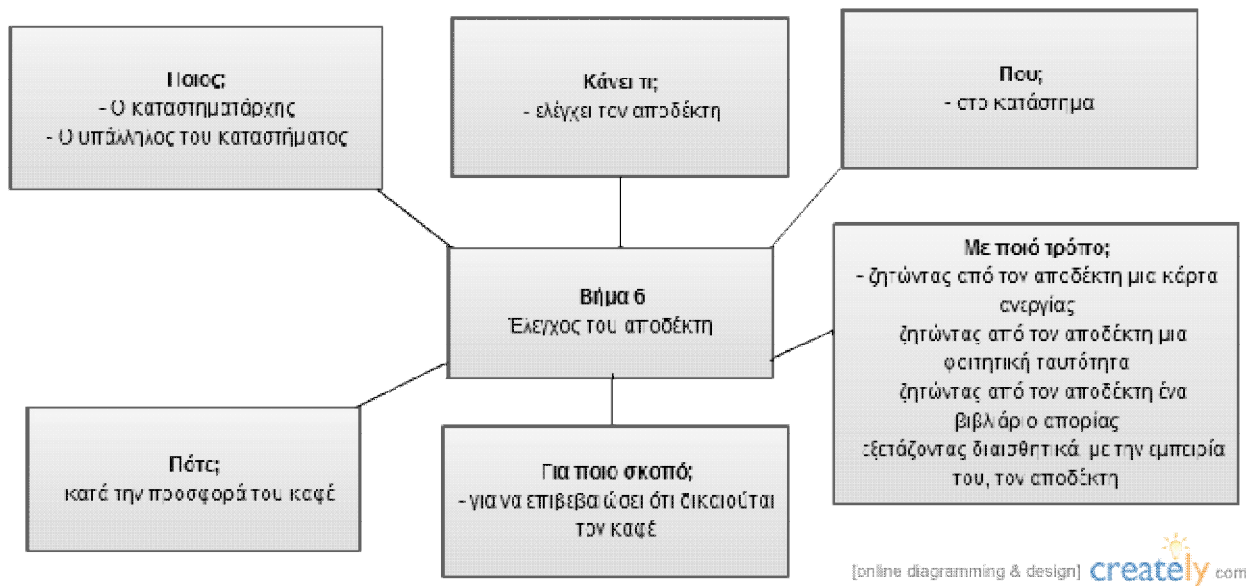 Ποιος;
- Ο καταστηματάρχης
- Ο υπάλληλος του καταστήματος
Κάνει τι;
- ελέγχει τον αποδέκτη
Που;
- στο κατάστημα
Βήμα 6
Έλεγχος του αποδέκτη
Με ποιό τρόπο;
- ζητώντας από τον αποδέκτη μια κάρτα
ανεργίας
ζητώντας από τον αποδέκτη μια
φοιτητική ταυτότητα
ζητώντας από τον αποδέκτη ένα
βιβλιάριο απορίας
εξετάζοντας διαισθητικά, με την εμπειρία
του, τον αποδέκτη
Πότε;
κατά την προσφορά του καφέ
Για ποιο σκοπό;
- για να επιβεβαιώσει ότι δικαιούται
τον καφέ
[online diagramming & design] creately.com